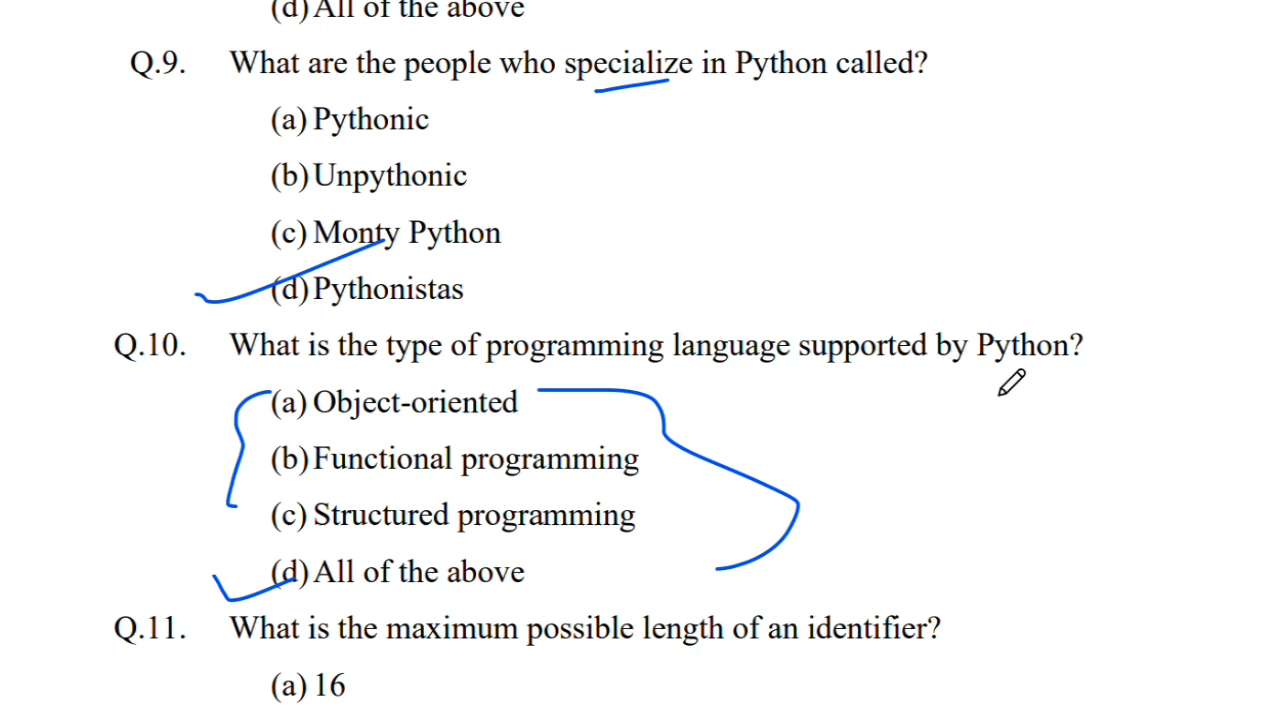 (d) All of the above
Q.9. What are the people who specialize in Python called?
(a) Pythonic
(b) Unpythonic
(c) Monty Python
(d) Pythonistas
Q.10. What is the type of programming language supported by Python?
(a) Object-oriented
(b) Functional programming
(c) Structured programming
(d) All of the above
Q.11. What is the maximum possible length of an identifier?
(a) 16